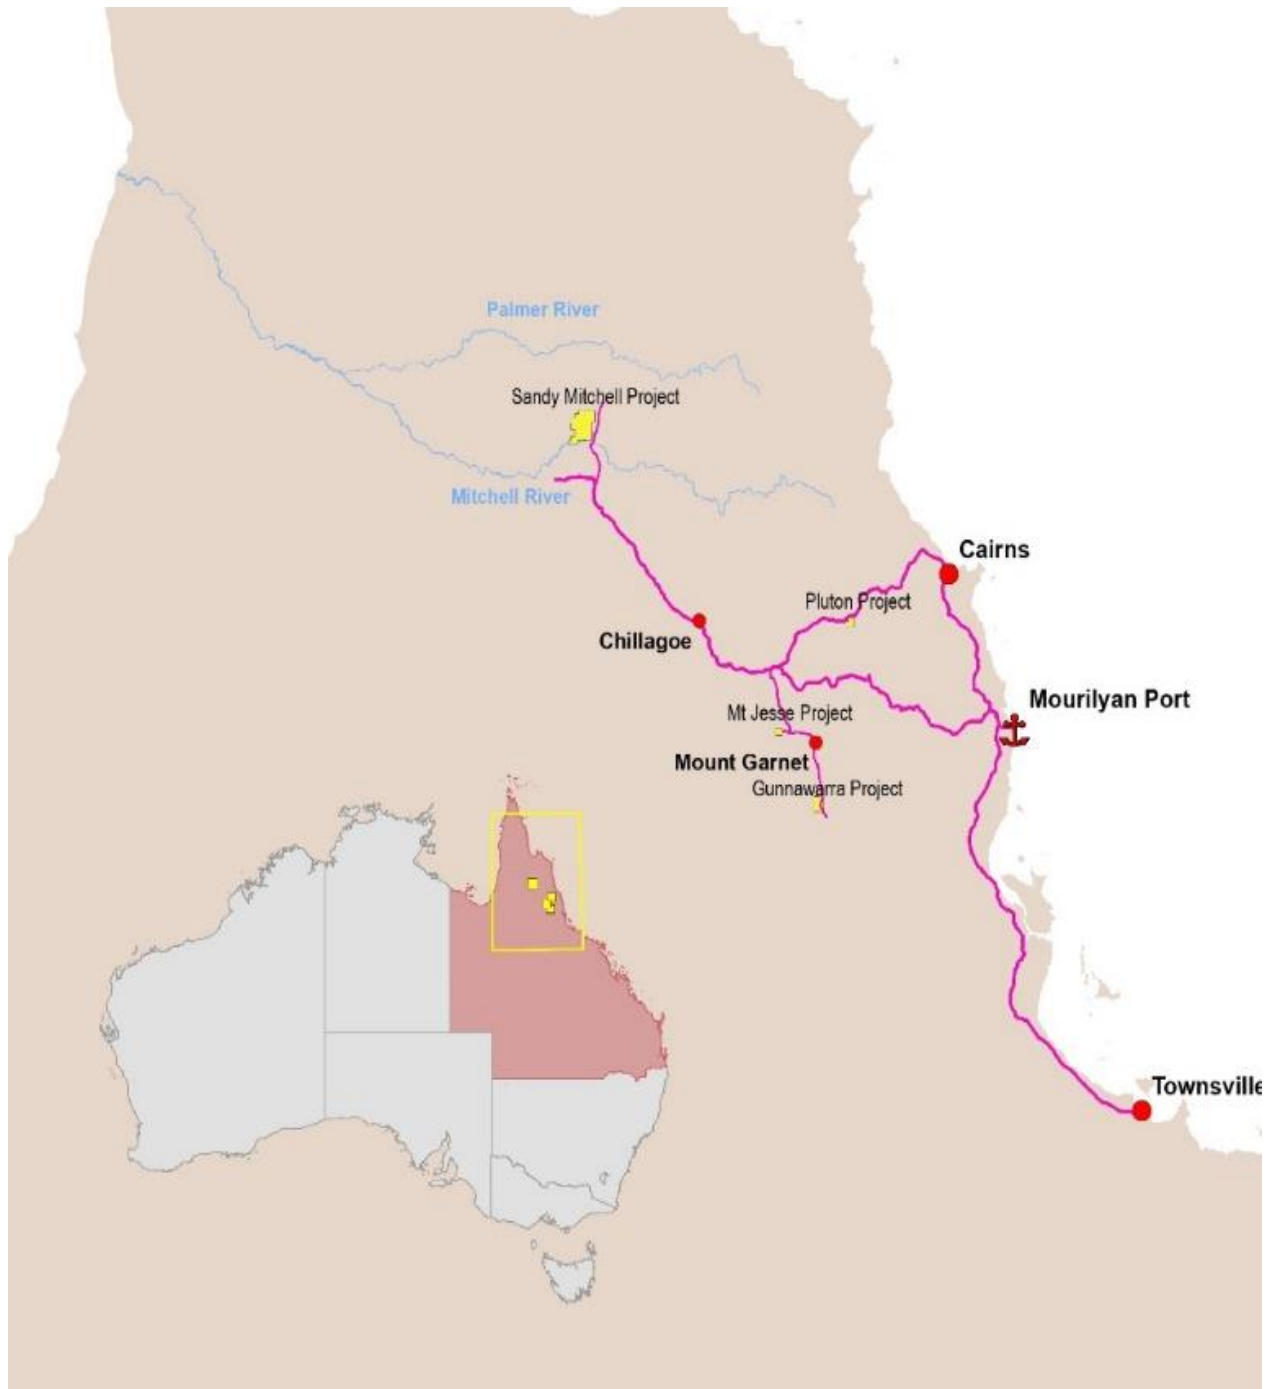 Palmer River
Sandy Mitchell Project
Mitchell River
Cairns
Pluton Project
Chillagoe
Mourilyan Port
Mt Jesse Project
Mount Garnet
Gunnawarra Project
Townsville